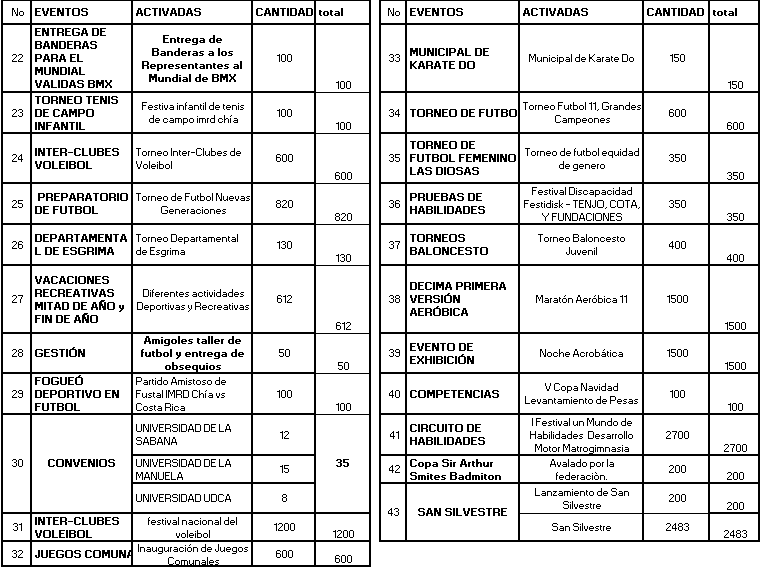 No EVENTOS ACTIVADAS CANTIDAD total
22 ENTREGA DE BANDERAS PARA EL MUNDIAL VALIDAS BMX Entrega de Banderas a los Representantes al Mundial de BMX 100 100
23 TORNEO TENIS DE CAMPO INFANTIL Festiva infantil de tenis de campo imrd chía 100 100
24 INTER-CLUBES VOLEIBOL Torneo Inter-Clubes de Voleibol 600 600
25 PREPARATORIO DE FUTBOL Torneo de Futbol Nuevas Generaciones 820 820
26 DEPARTAMENTA L DE ESGRIMA Torneo Departamental de Esgrima 130 130
27 VACACIONES RECREATIVAS MITAD DE AÑO y FIN DE AÑO Diferentes actividades Deportivas y Recreativas 612 612
28 GESTIÓN Amigoles taller de futbol y entrega de obsequios 50 50
29 FOGUEÓ DEPORTIVO EN FUTBOL Partido Amistoso de Fustal IMRD Chía vs Costa Rica 100 100
30 CONVENIOS UNIVERSIDAD DE LA SABANA 12 35
UNIVERSIDAD DE LA MANUELA 15
UNIVERSIDAD UDCA 8
31 INTER-CLUBES VOLEIBOL festival nacional del voleibol 1200 1200
32 JUEGOS COMUNA Inauguración de Juegos Comunales 600 600
No EVENTOS ACTIVADAS CANTIDAD total
33 MUNICIPAL DE KARATE DO Municipal de Karate Do 150 150
34 TORNEO DE FUTBO Torneo Futbol 11, Grandes Campeones 600 600
35 TORNEO DE FUTBOL FEMENINO LAS DIOSAS Torneo de futbol equidad de genero 350 350
36 PRUEBAS DE HABILIDADES Festival Discapacidad Festidisk - TENJO, COTA, Y FUNDACIONES 350 350
37 TORNEOS BALONCESTO Torneo Baloncesto Juvenil 400 400
38 DECIMA PRIMERA VERSIÓN AERÓBICA Maratón Aeróbica 11 1500 1500
39 EVENTO DE EXHIBICIÓN Noche Acrobática 1500 1500
40 COMPETENCIAS V Copa Navidad Levantamiento de Pesas 100 100
41 CIRCUITO DE HABILIDADES I Festival un Mundo de Habilidades Desarrollo Motor Matrogimnasia 2700 2700
42 Copa Sir Arthur Smites Badmiton Avalado por la federaciòn. 200 200
43 SAN SILVESTRE Lanzamiento de San Silvestre 200 200
San Silvestre 2483 2483